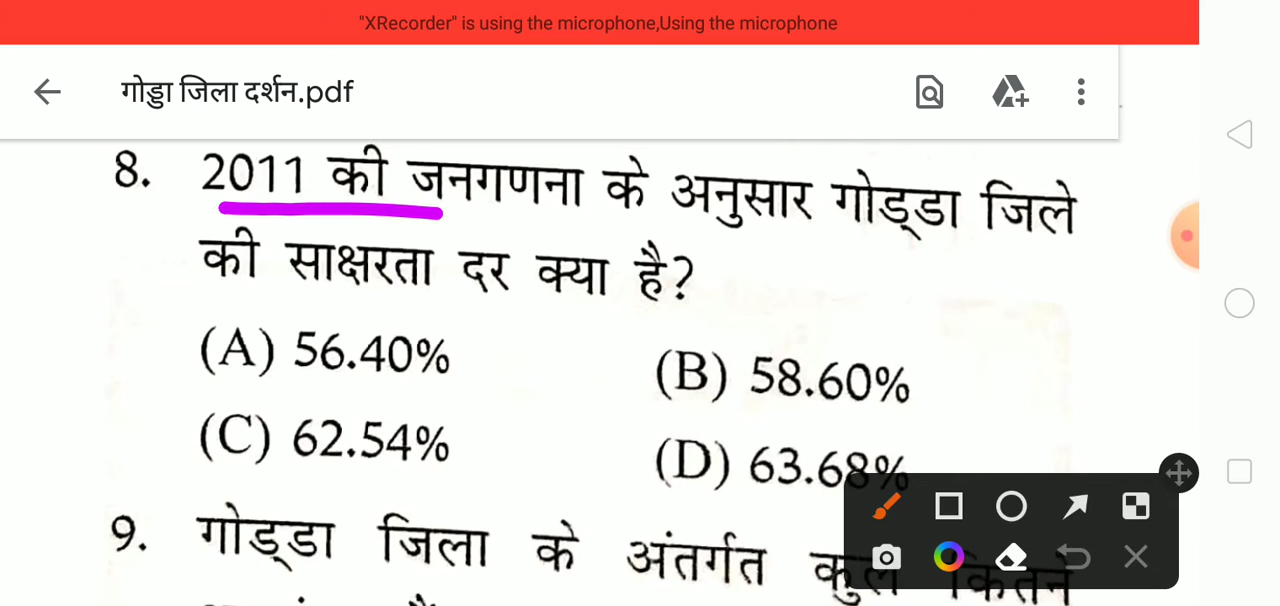 "XRecorder" is using the microphone,Using the microphone
गोड्डा जिला दर्शन.pdf
8. 2011 की जनगणना के अनुसार गोड्डा जिले
की साक्षरता दर क्या है?
(A) 56.40% (B) 58.60%
(C) 62.54% (D) 63.68%
9. गोड्डा जिला के अंतर्गत कुल कितने